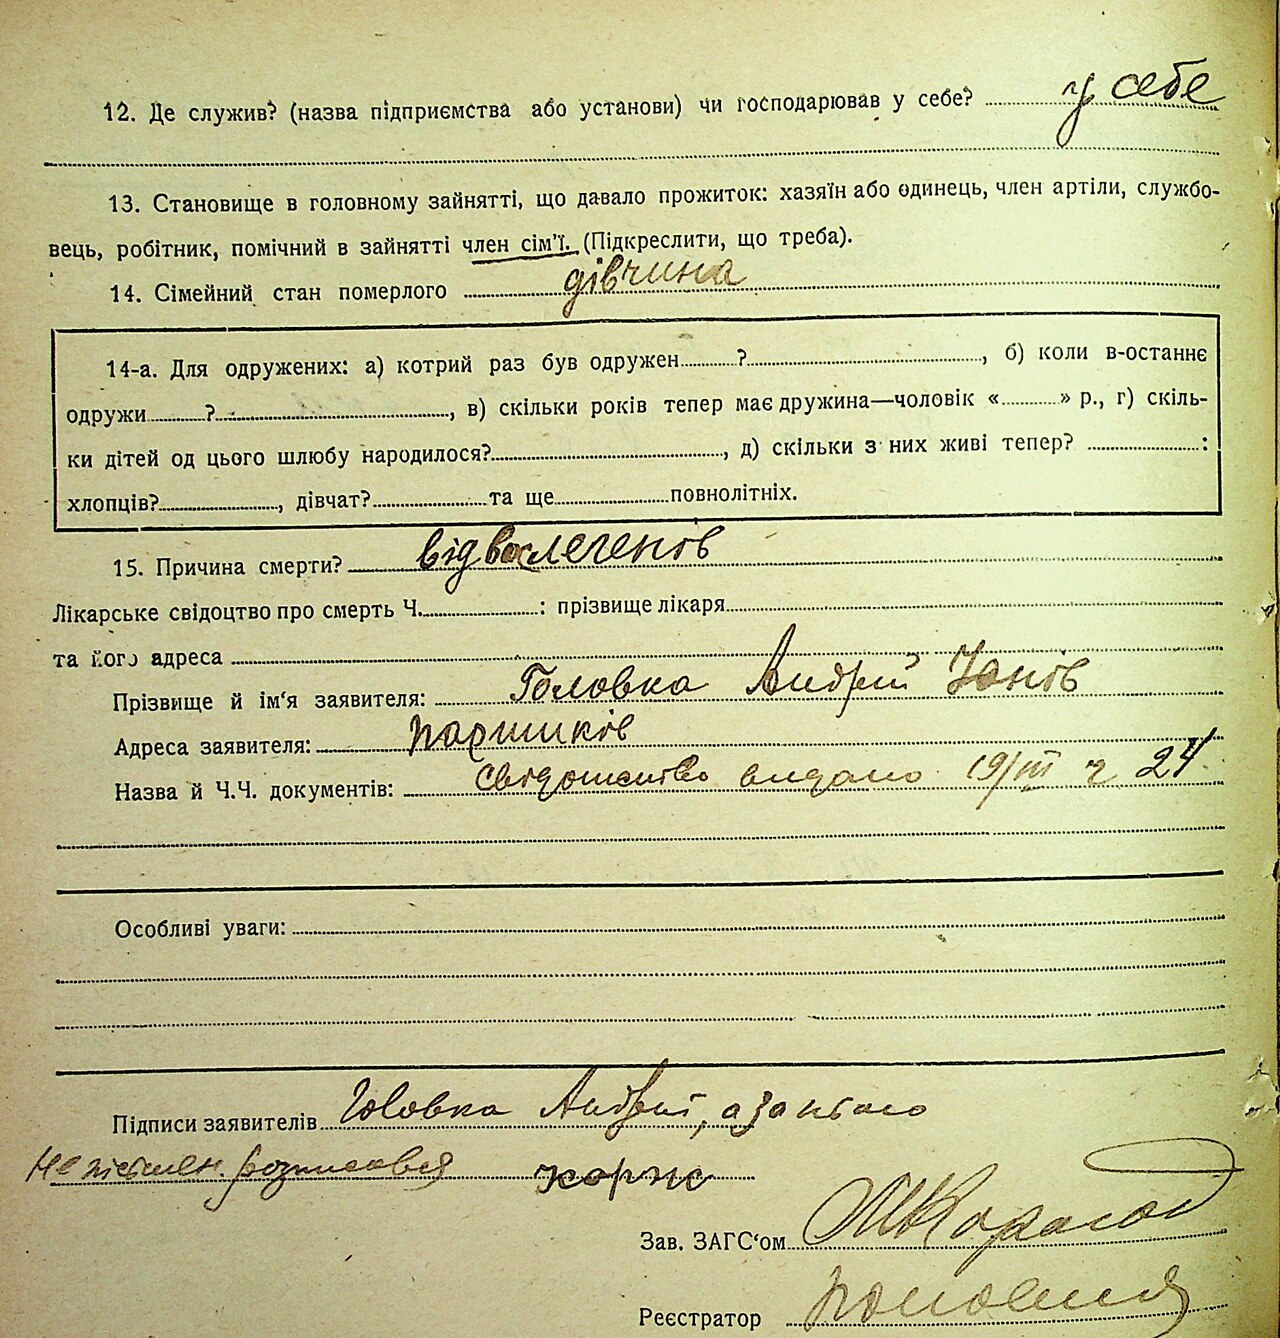 12. Де служив? (назва підприємства або установи) чи господарював у себе? у себе
13. Становище в головному зайнятті, що давало прожиток: хазяїн або одинець, член артіли, службо-
вець, робітник, помічний в зайнятті член сім'ї. (Підкреслити, що треба).
14. Сімейний стан померлого дівчина
14-а. Для одружених: а) котрий раз був одружен ? , б) коли в-останнє
одружи ? , в) скільки років тепер має дружина—чоловік « » р., г) скіль-
ки дітей од цього шлюбу народилося? , д) скільки з них живі тепер? :
хлопців? , дівчат? та ще повнолітніх.
15. Причина смерти? від
Лікарське свідоцтво про смерть Ч. : прізвище лікаря
та його адреса
Прізвище й ім'я заявителя: Головка Андрій Йонів
Адреса заявителя: Паршиків
Назва й Ч.Ч. документів: видано 19/III 24
Особливі уваги:
Підписи заявителів Головка Андрій, а за нього
не письмен. розписався Корж
Зав. ЗАГС'ом
Реєстратор